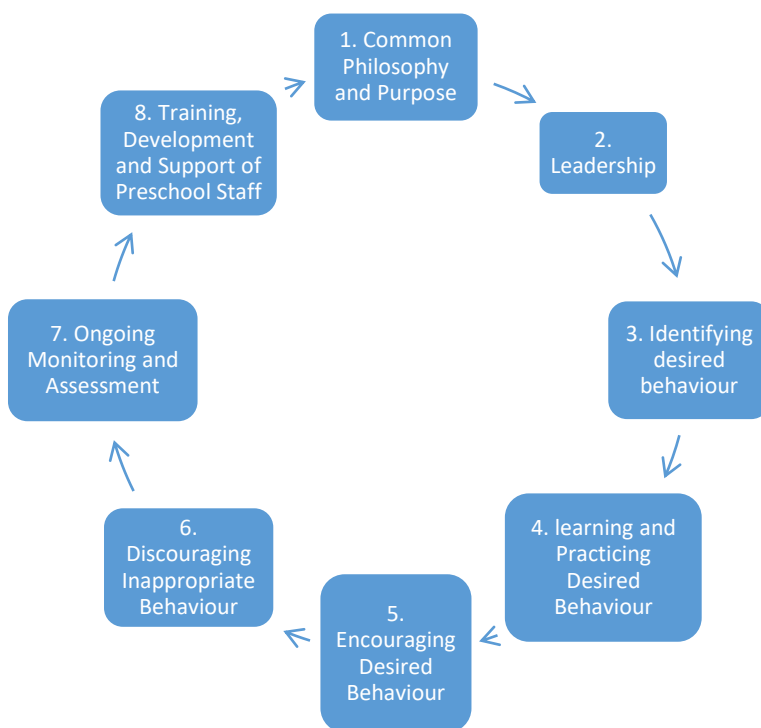 1. Common
Philosophy
and Purpose
2.
Leadership
3. Identifying
desired
behaviour
4. learning and
Practicing
Desired
Behaviour
5.
Encouraging
Desired
Behaviour
6.
Discouraging
Inappropriate
Behaviour
7. Ongoing
Monitoring and
Assessment
8. Training,
Development
and Support of
Preschool Staff